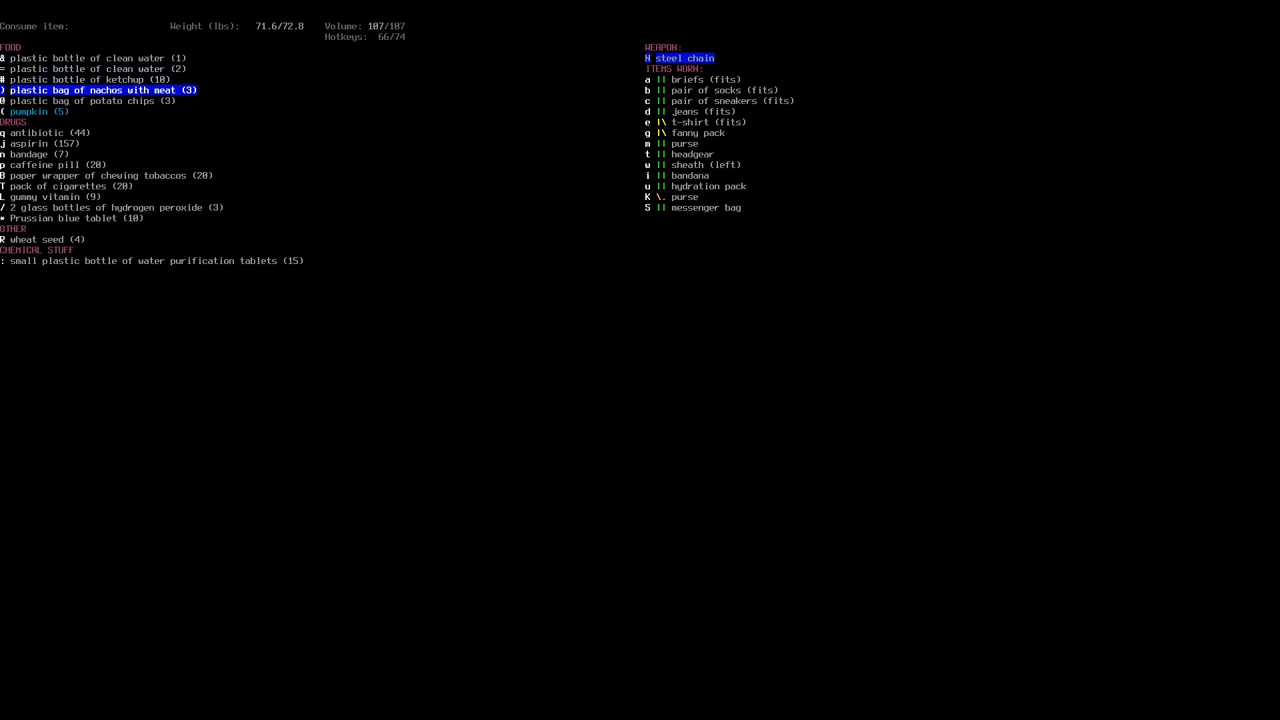 Consume item: Weight (lbs): 71.6/72.8 Volume: 107/107
Hotkeys: 66/74
FOOD
& plastic bottle of clean water (1)
= plastic bottle of clean water (2)
# plastic bottle of ketchup (10)
) plastic bag of nachos with meat (3)
@ plastic bag of potato chips (3)
( pumpkin (5)
DRUGS
q antibiotic (44)
j aspirin (157)
n bandage (7)
p caffeine pill (20)
B paper wrapper of chewing tobaccos (20)
T pack of cigarettes (20)
L gummy vitamin (9)
/ 2 glass bottles of hydrogen peroxide (3)
* Prussian blue tablet (10)
OTHER
R wheat seed (4)
CHEMICAL STUFF
: small plastic bottle of water purification tablets (15)
WEAPON:
N steel chain
ITEMS WORN:
a || briefs (fits)
b || pair of socks (fits)
c || pair of sneakers (fits)
d || jeans (fits)
e |\ t-shirt (fits)
g |\ fanny pack
m || purse
t || headgear
w || sheath (left)
i || bandana
u || hydration pack
K \. purse
S || messenger bag